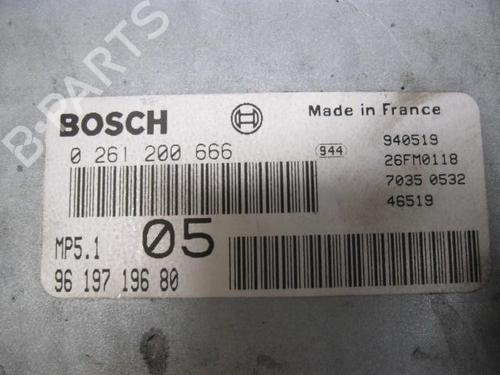 B-PARTS
BOSCH
Made in France
0 261 200 666
944
940519
26FM0118
7035 0532
46519
MP5.1
05
96 197 196 80